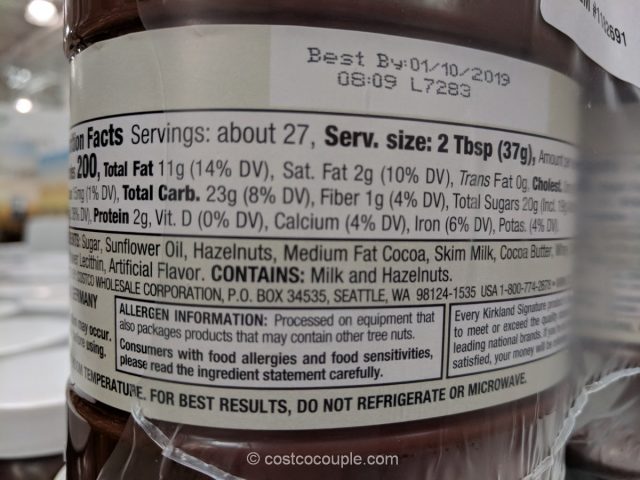 Best By:01/10/2019
08:09 L7283
Facts Servings: about 27, Serv. size: 2 Tbsp (37g), Amount
200, Total Fat 11g (14% DV), Sat. Fat 2g (10% DV), Trans Fat 0g, Cholest.
(1% DV), Total Carb. 23g (8% DV), Fiber 1g (4% DV), Total Sugars 20g (Incl.
Protein 2g, Vit. D (0% DV), Calcium (4% DV), Iron (6% DV), Potas. (4% DV).
Sugar, Sunflower Oil, Hazelnuts, Medium Fat Cocoa, Skim Milk, Cocoa Butter,
Lecithin, Artificial Flavor. CONTAINS: Milk and Hazelnuts.
COSTCO WHOLESALE CORPORATION, P.O. BOX 34535, SEATTLE, WA 98124-1535 USA
GERMANY
may occur.
before using.
ALLERGEN INFORMATION: Processed on equipment that
also packages products that may contain other tree nuts.
Consumers with food allergies and food sensitivities,
please read the ingredient statement carefully.
Every Kirkland Signature
to meet or exceed the quality
leading national brands. If
satisfied, your money will be
TEMPERATURE. FOR BEST RESULTS, DO NOT REFRIGERATE OR MICROWAVE.
© costcocouple.com